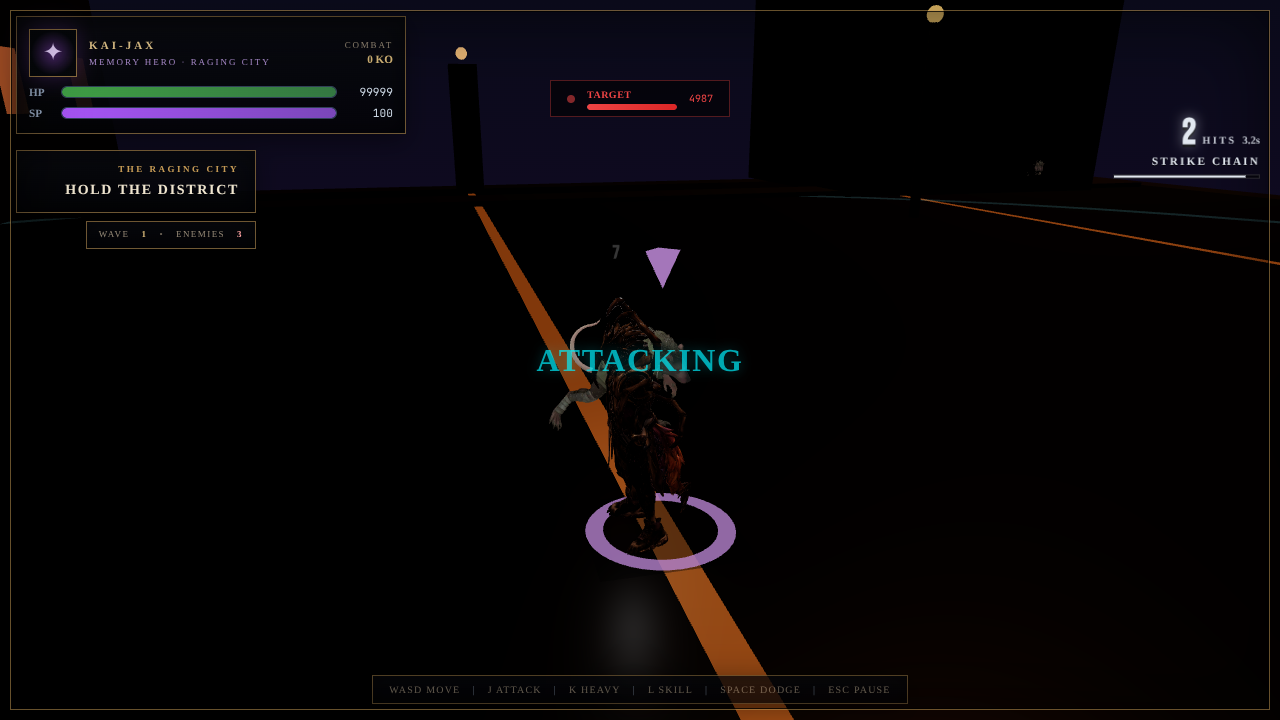 KAI-JAX
MEMORY HERO · RAGING CITY
COMBAT
0 KO
HP 99999
SP 100
TARGET 4987
2 HITS 3.2s
STRIKE CHAIN
THE RAGING CITY
HOLD THE DISTRICT
WAVE 1 · ENEMIES 3
7
ATTACKING
WASD MOVE | J ATTACK | K HEAVY | L SKILL | SPACE DODGE | ESC PAUSE